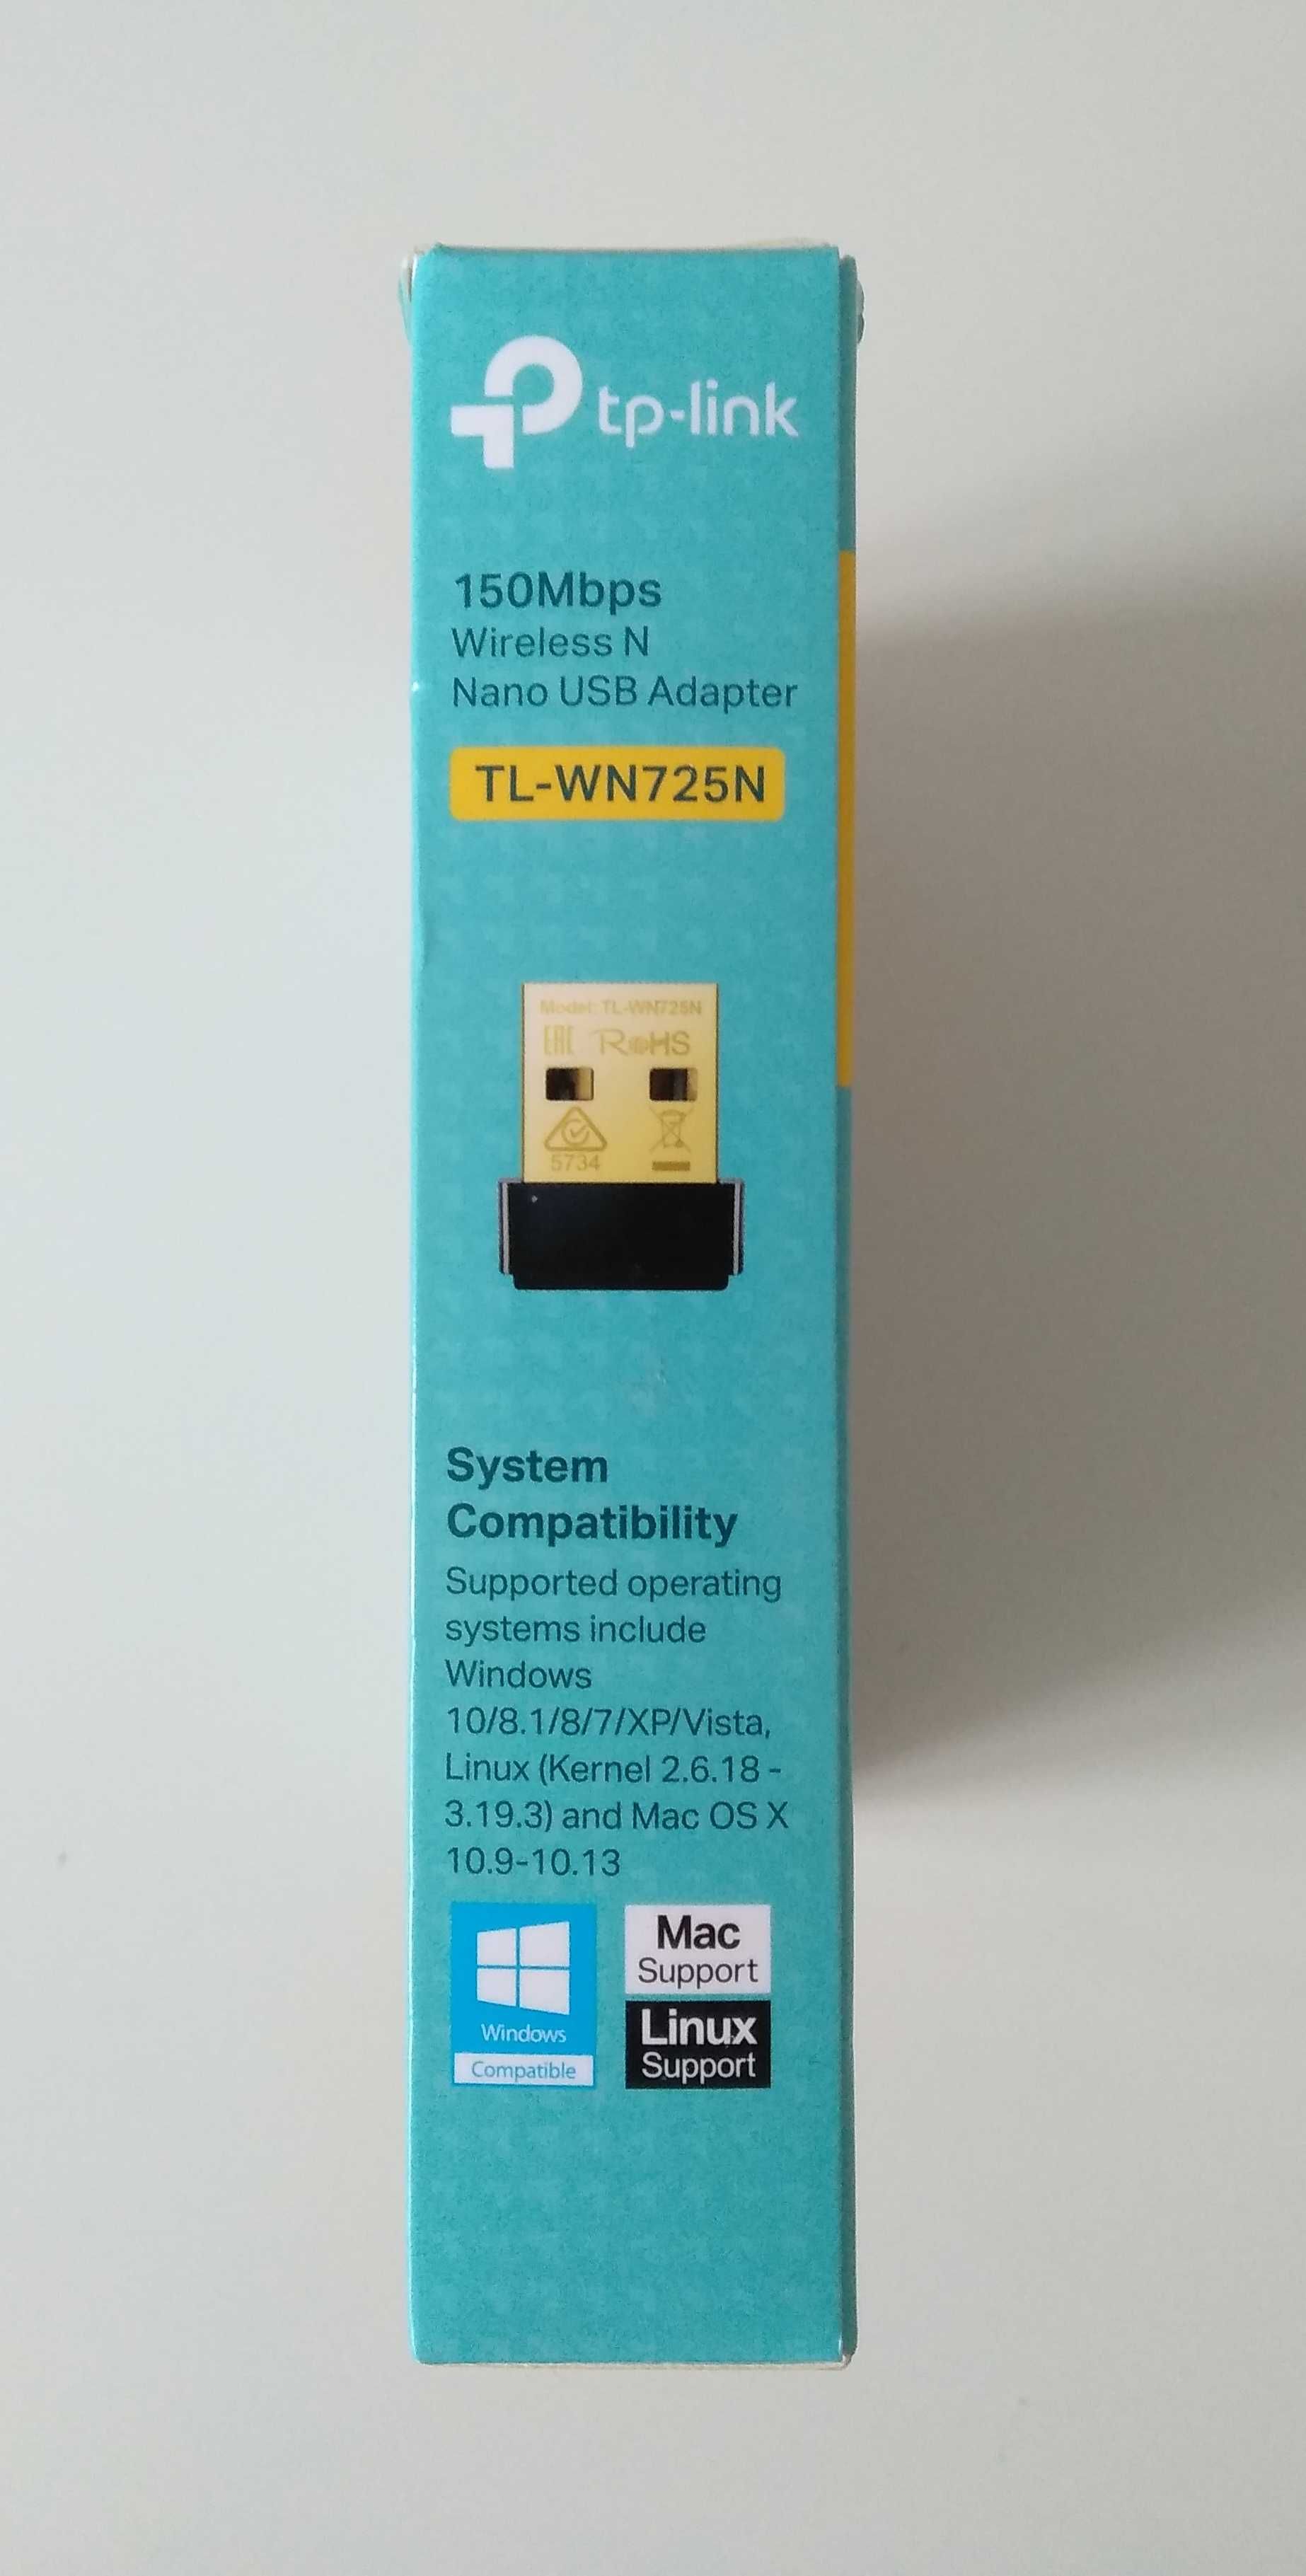 tp-link
150Mbps
Wireless N
Nano USB Adapter
TL-WN725N
Model: TL-WN725N
EAC RoHS
5734
System
Compatibility
Supported operating
systems include
Windows
10/8.1/8/7/XP/Vista,
Linux (Kernel 2.6.18 -
3.19.3) and Mac OS X
10.9-10.13
Windows
Compatible
Mac
Support
Linux
Support